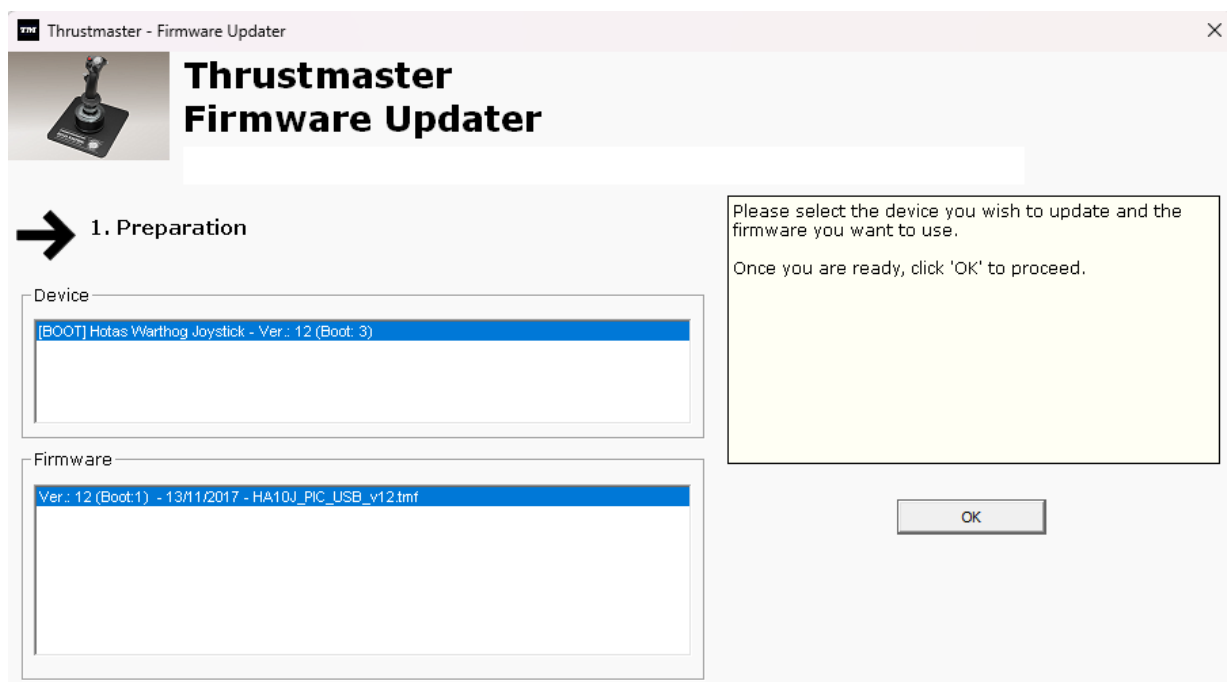 Thrustmaster - Firmware Updater
Thrustmaster
Firmware Updater
1. Preparation
Please select the device you wish to update and the
firmware you want to use.
Once you are ready, click 'OK' to proceed.
Device
[BOOT] Hotas Warthog Joystick - Ver.: 12 (Boot: 3)
Firmware
Ver.: 12 (Boot:1) - 13/11/2017 - HA10J_PIC_USB_v12.tmf
OK